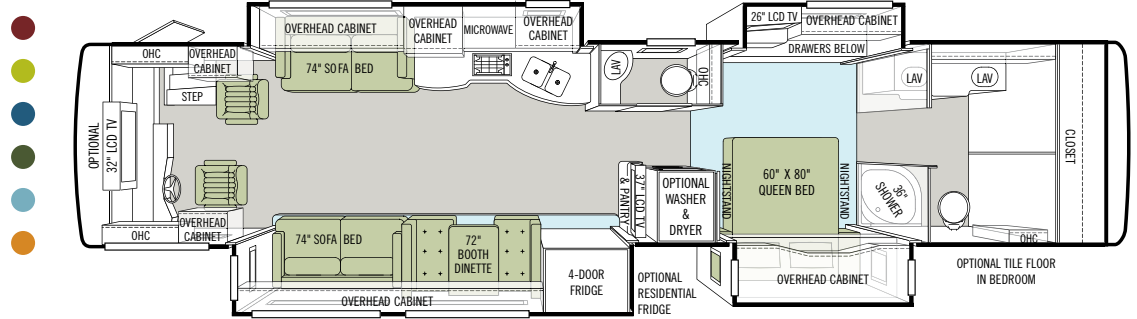 OVERHEAD CABINET
OVERHEAD
CABINET
MICROWAVE
OVERHEAD
CABINET
26" LCD TV
OVERHEAD CABINET
DRAWERS BELOW
OHC
OVERHEAD
CABINET
74" SOFA BED
STEP
LAV
OHC
LAV
LAV
OPTIONAL
32" LCD TV
CLOSET
60" X 80"
QUEEN BED
NIGHTSTAND
NIGHTSTAND
36"
SHOWER
37" LCD TV
& PANTRY
OPTIONAL
WASHER
&
DRYER
OHC
OVERHEAD
CABINET
74" SOFA BED
72"
BOOTH
DINETTE
4-DOOR
FRIDGE
OPTIONAL
RESIDENTIAL
FRIDGE
OVERHEAD CABINET
OVERHEAD CABINET
OHC
OPTIONAL TILE FLOOR
IN BEDROOM